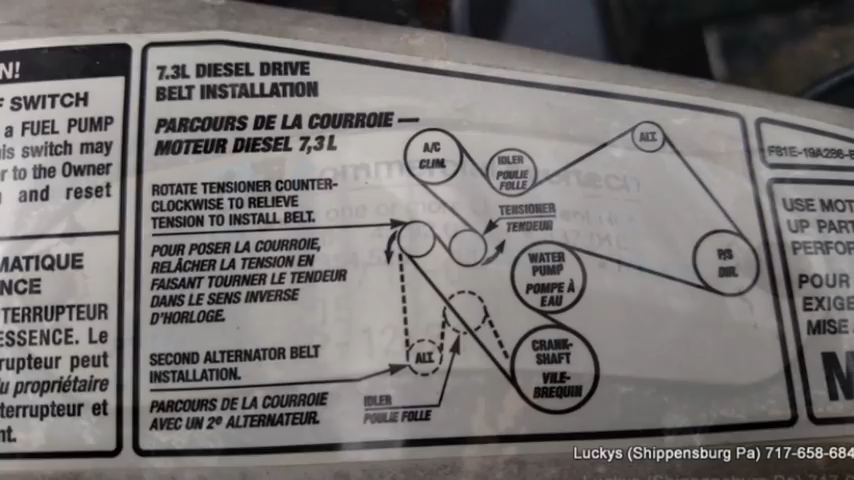 N!
F SWITCH
a FUEL PUMP
is switch may
r to the Owner
and reset
MATIQUE
NCE
TERRUPTEUR
ESSENCE. Le
rupteur peut
u propriétaire
terrupteur et
nt.
7.3L DIESEL DRIVE
BELT INSTALLATION
PARCOURS DE LA COURROIE —
MOTEUR DIESEL 7,3L
ROTATE TENSIONER COUNTER-
CLOCKWISE TO RELIEVE
TENSION TO INSTALL BELT.
POUR POSER LA COURROIE,
RELÂCHER LA TENSION EN
FAISANT TOURNER LE TENDEUR
DANS LE SENS INVERSE
D'HORLOGE.
SECOND ALTERNATOR BELT
INSTALLATION.
PARCOURS DE LA COURROIE
AVEC UN 2e ALTERNATEUR.
A/C
CLIM.
IDLER
POULIE
FOLLE
ALT.
TENSIONER
TENDEUR
WATER
PUMP
POMPE À
EAU
P/S
DIR.
ALT.
IDLER
POULIE FOLLE
CRANK-
SHAFT
VILE-
BREQUIN
F81E-19A286-
USE MOT
UP PART
PERFOR
POUR
EXIGE
MISE
M
Luckys (Shippensburg Pa) 717-658-684